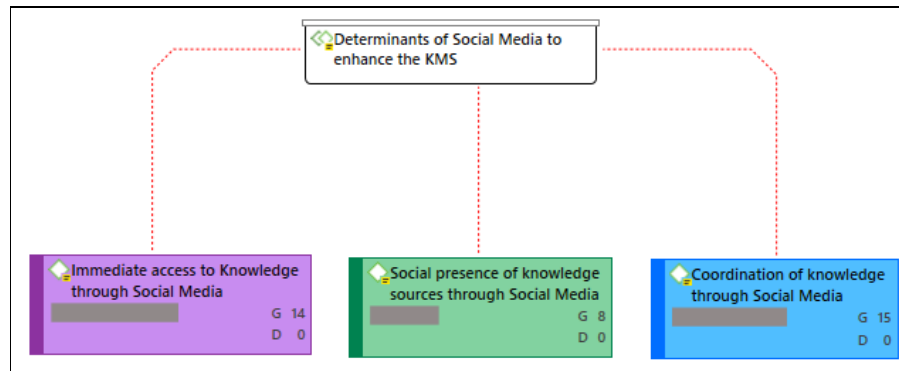 Determinants of Social Media to
enhance the KMS
Immediate access to Knowledge
through Social Media
G 14
D 0
Social presence of knowledge
sources through Social Media
G 8
D 0
Coordination of knowledge
through Social Media
G 15
D 0